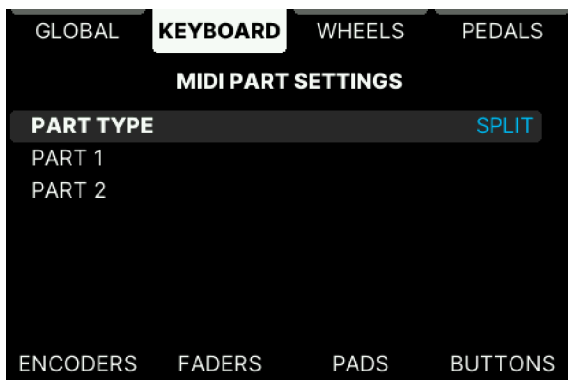 GLOBAL KEYBOARD WHEELS PEDALS
MIDI PART SETTINGS
PART TYPE SPLIT
PART 1
PART 2
ENCODERS FADERS PADS BUTTONS